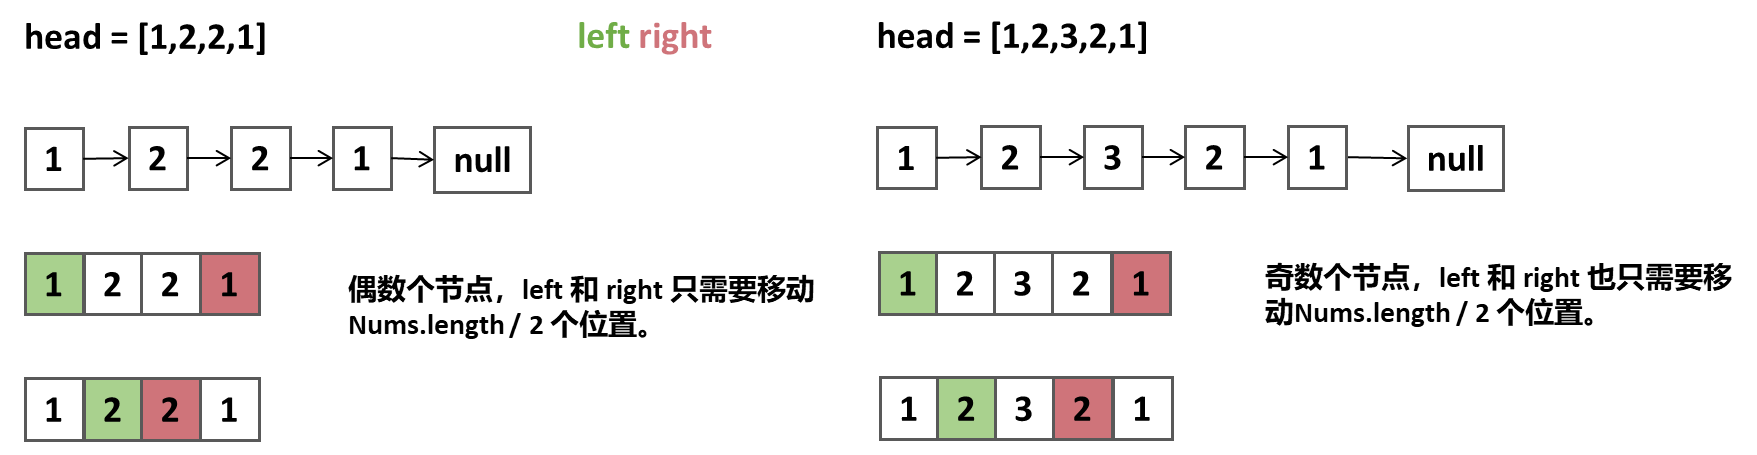 head = [1,2,2,1]
left right
head = [1,2,3,2,1]
1 2 2 1 null
1 2 3 2 1 null
1 2 2 1
偶数个节点，left 和 right 只需要移动
Nums.length / 2 个位置。
1 2 3 2 1
奇数个节点，left 和 right 也只需要移
动Nums.length / 2 个位置。
1 2 2 1
1 2 3 2 1